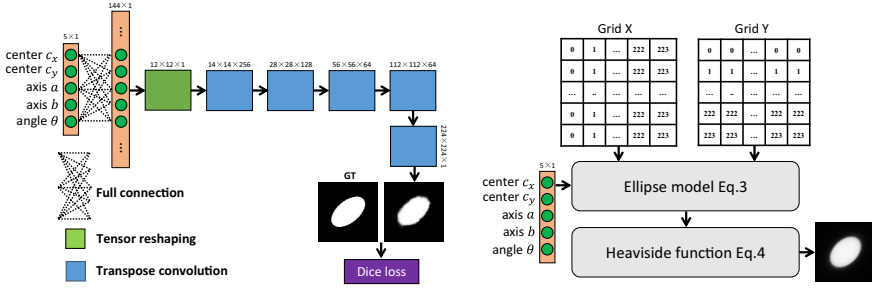 144×1
...
5×1
center cx
center cy
axis a
axis b
angle θ
...
12×12×1
14×14×256
28×28×128
56×56×64
112×112×64
224×224×1
Full connection
Tensor reshaping
Transpose convolution
GT
Dice loss
Grid X
0 1 ... 222 223
0 1 ... 222 223
... .. ... ... ...
0 1 ... 222 223
0 1 ... 222 223
Grid Y
0 0 ... 0 0
1 1 ... 1 1
... .. ... ... ...
222 222 ... 222 222
223 223 ... 223 223
5×1
center cx
center cy
axis a
axis b
angle θ
Ellipse model Eq.3
Heaviside function Eq.4